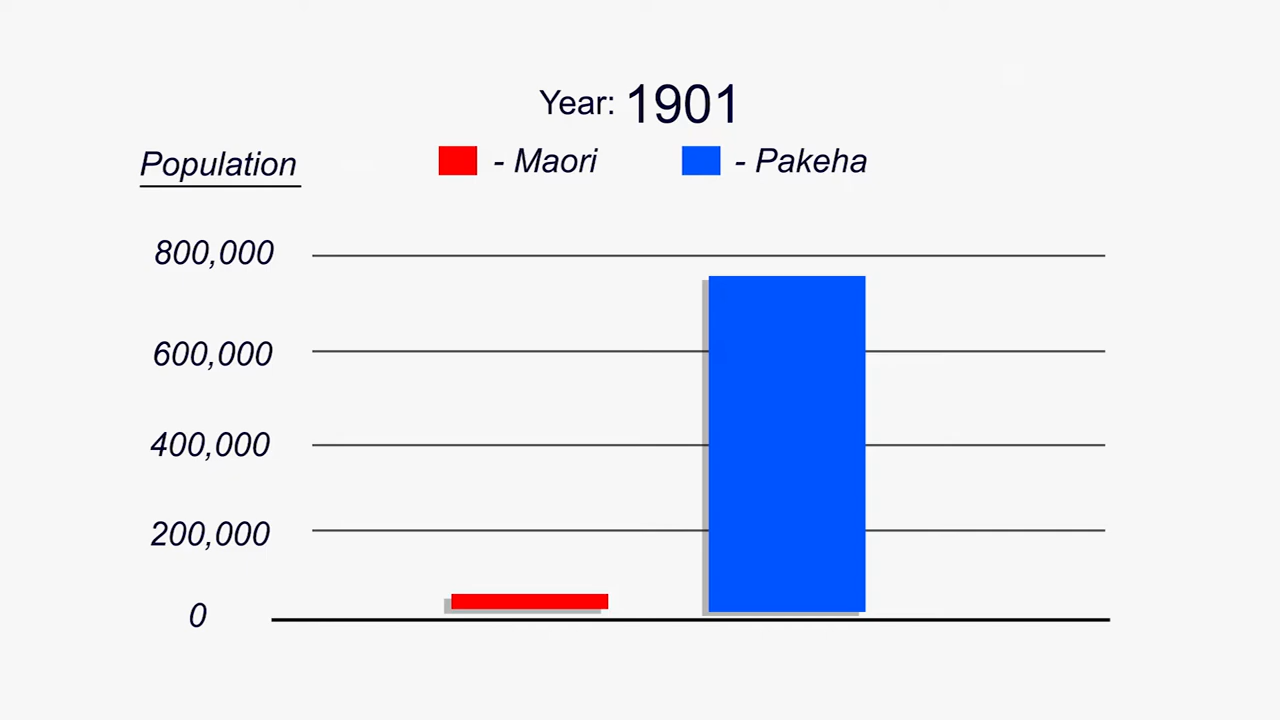 Year: 1901
Population
- Maori
- Pakeha
800,000
600,000
400,000
200,000
0